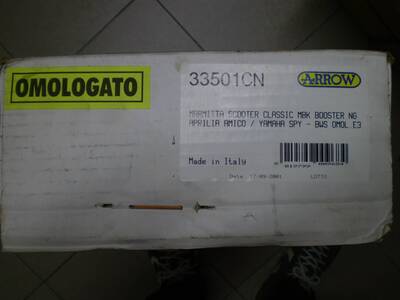 OMOLOGATO
33501CN
ARROW
MARMITTA SCOOTER CLASSIC MBK BOOSTER NG
APRILIA AMICO / YAMAHA SPY - BWS OMOL E3
Made in Italy
Date